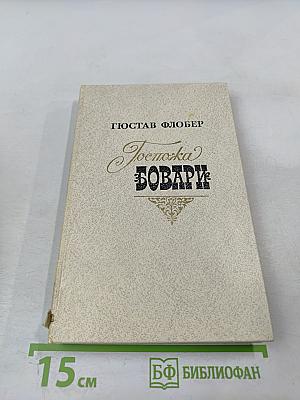 ГЮСТАВ ФЛОБЕР
Госпожа
БОВАРИ
15 см
БФ БИБЛИОФАН